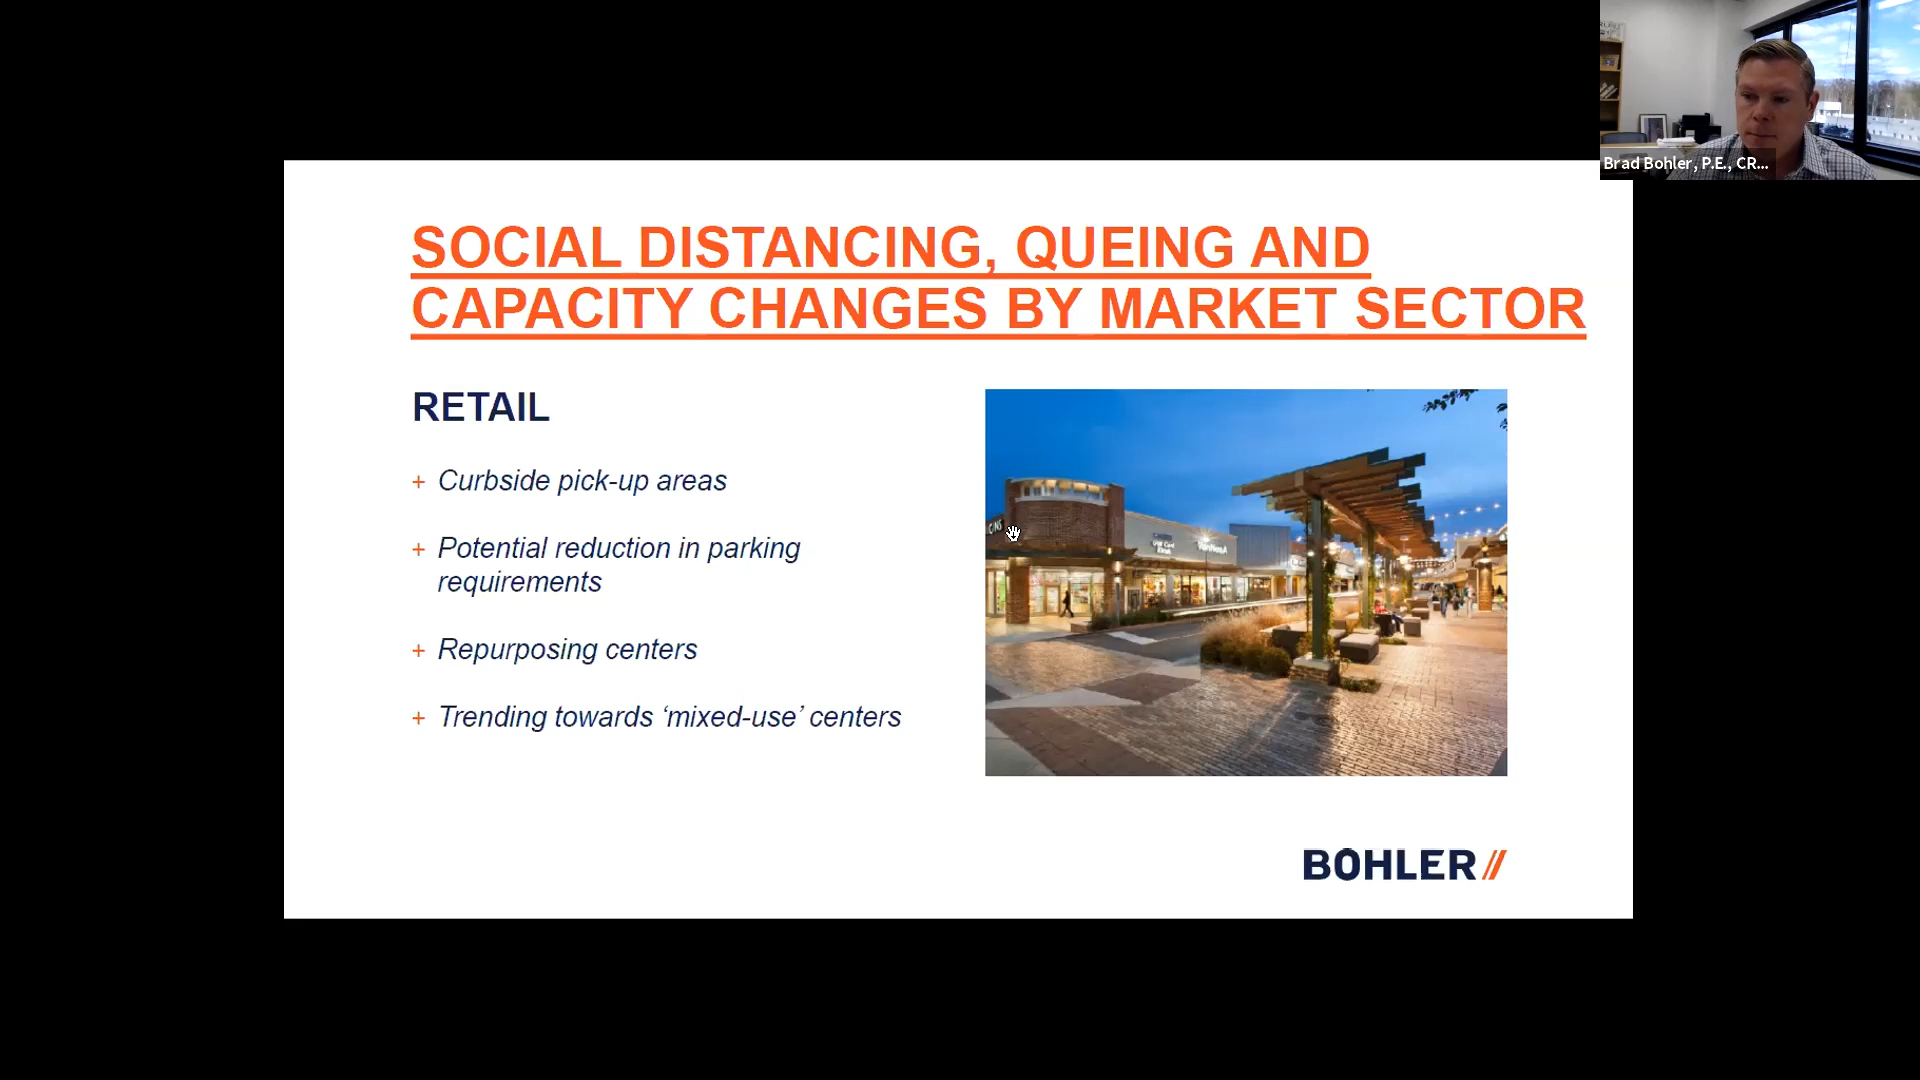 Brad Bohler, P.E., CR...
SOCIAL DISTANCING, QUEING AND
CAPACITY CHANGES BY MARKET SECTOR
RETAIL
+ Curbside pick-up areas
+ Potential reduction in parking
requirements
+ Repurposing centers
+ Trending towards ‘mixed-use’ centers
BOHLER//